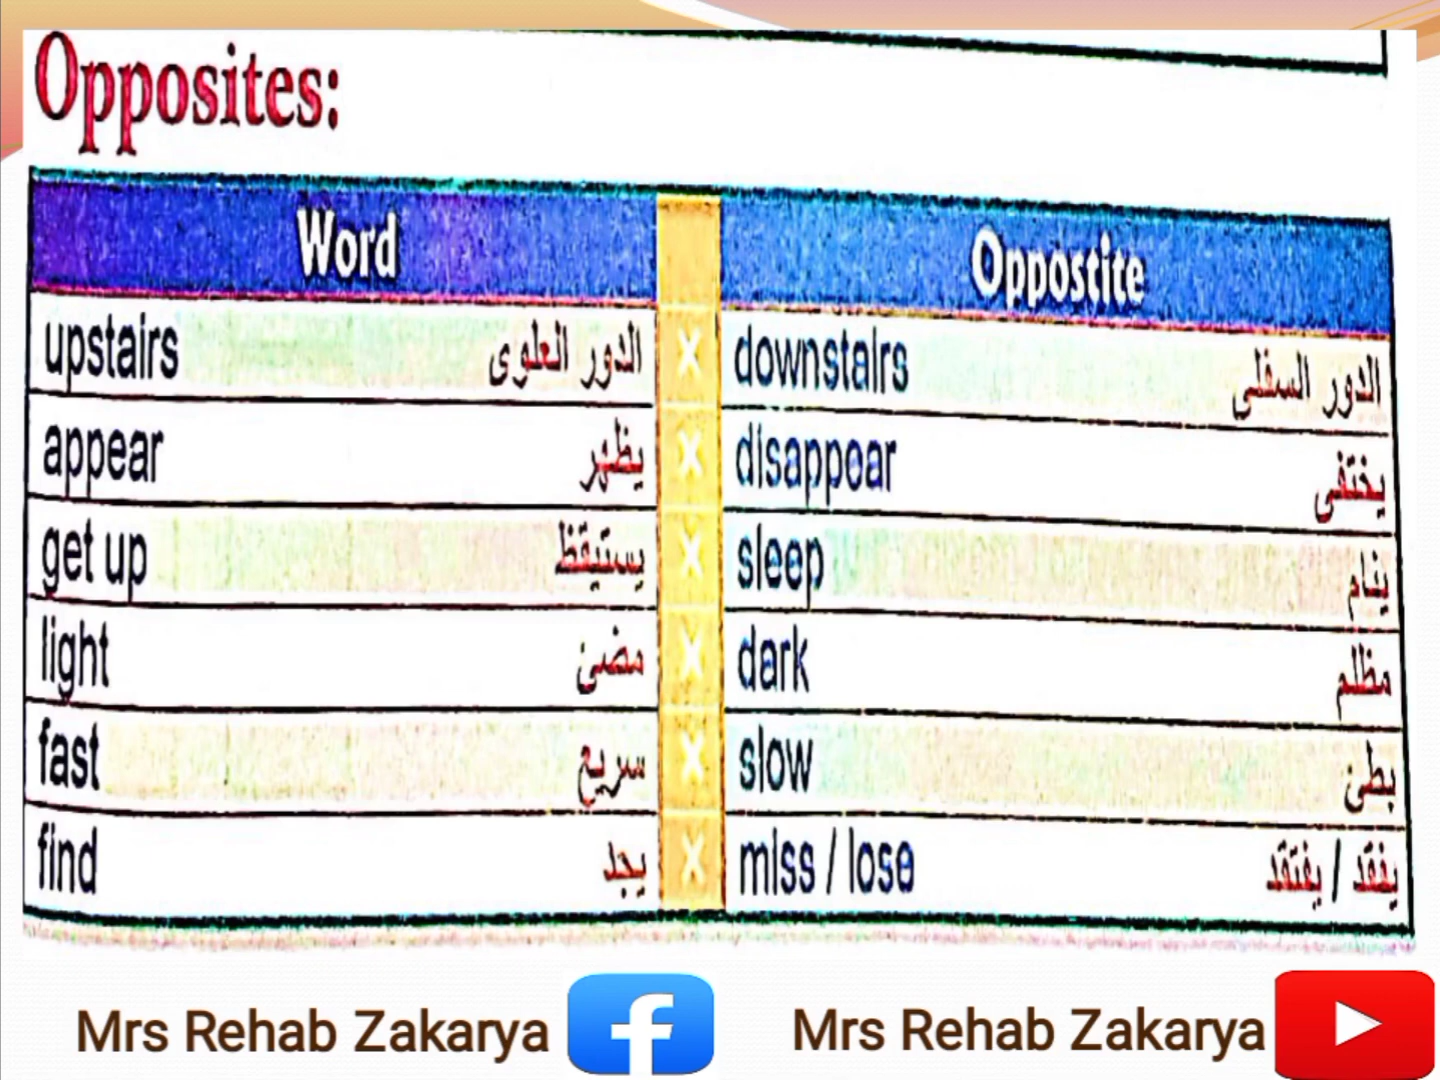 Opposites:
Word Oppostite
upstairs الدور العلوى X downstairs الدور السفلى
appear يظهر X disappear يختفى
get up يستيقظ X sleep ينام
light مضئ X dark مظلم
fast سريع X slow بطئ
find يجد X miss / lose يفقد / يفتقد
Mrs Rehab Zakarya f Mrs Rehab Zakarya